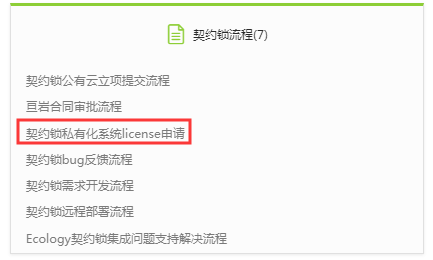 契约锁流程(7)
契约锁公有云立项提交流程
亘岩合同审批流程
契约锁私有化系统license申请
契约锁bug反馈流程
契约锁需求开发流程
契约锁远程部署流程
Ecology契约锁集成问题支持解决流程